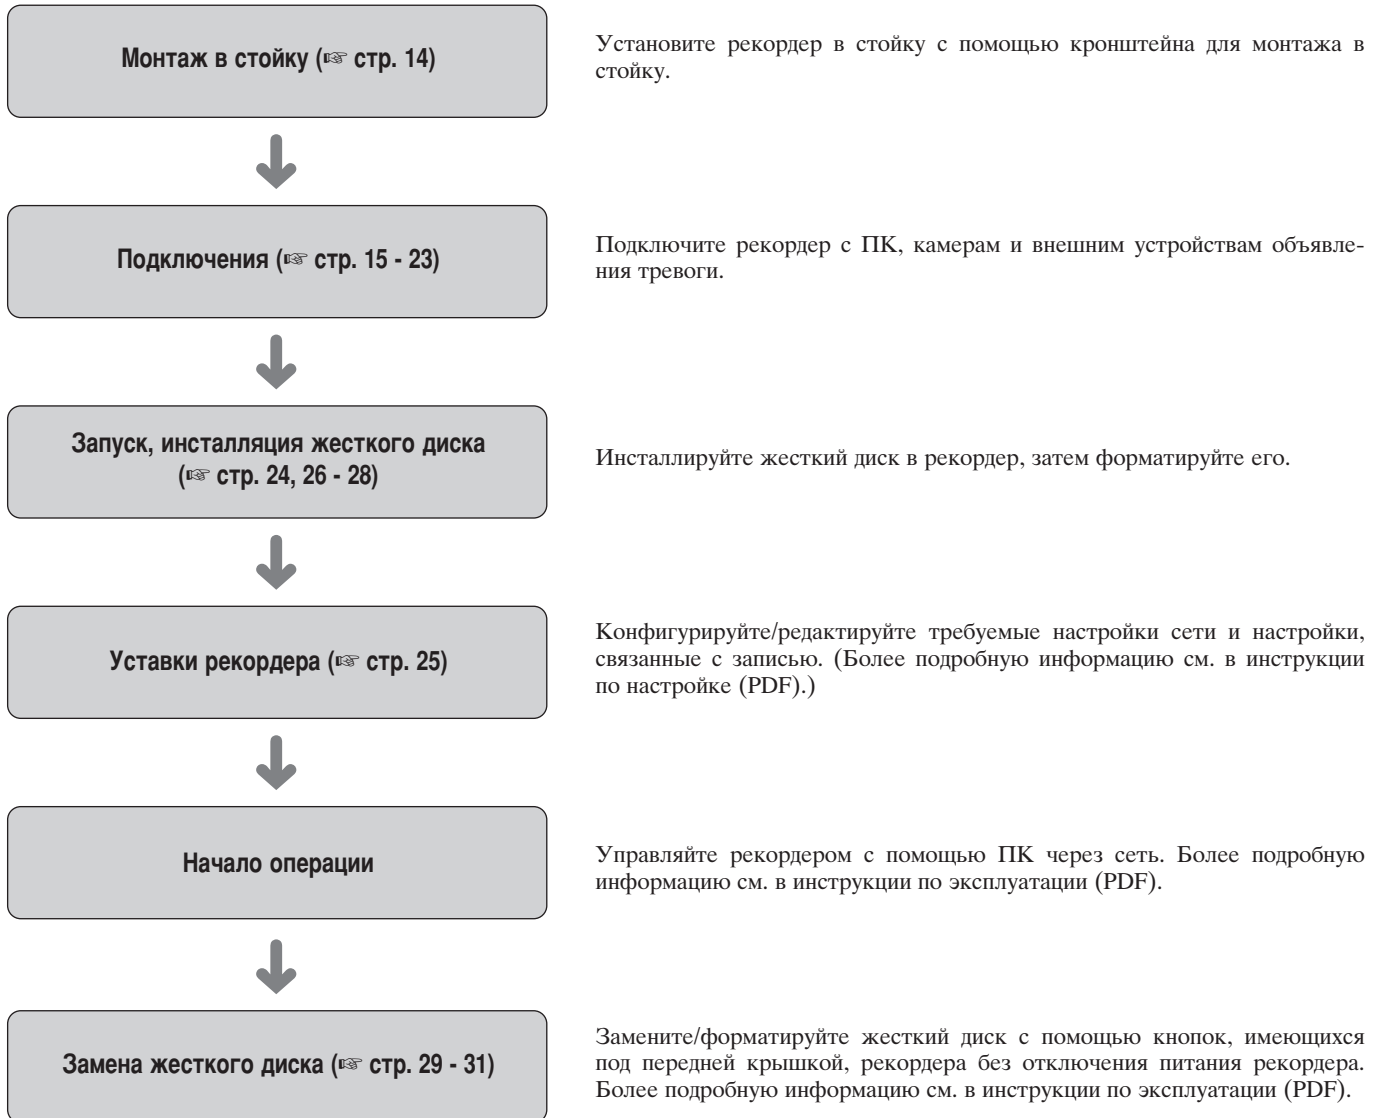 Монтаж в стойку (☞ стр. 14)
Установите рекордер в стойку с помощью кронштейна для монтажа в
стойку.
Подключения (☞ стр. 15 - 23)
Подключите рекордер с ПК, камерам и внешним устройствам объявле-
ния тревоги.
Запуск, инсталляция жесткого диска
(☞ стр. 24, 26 - 28)
Инсталлируйте жесткий диск в рекордер, затем форматируйте его.
Уставки рекордера (☞ стр. 25)
Конфигурируйте/редактируйте требуемые настройки сети и настройки,
связанные с записью. (Более подробную информацию см. в инструкции
по настройке (PDF).)
Начало операции
Управляйте рекордером с помощью ПК через сеть. Более подробную
информацию см. в инструкции по эксплуатации (PDF).
Замена жесткого диска (☞ стр. 29 - 31)
Замените/форматируйте жесткий диск с помощью кнопок, имеющихся
под передней крышкой, рекордера без отключения питания рекордера.
Более подробную информацию см. в инструкции по эксплуатации (PDF).